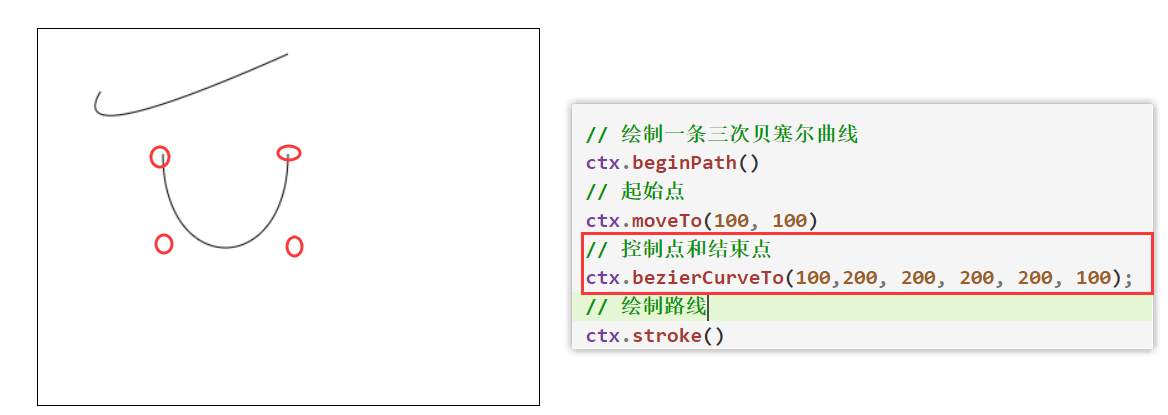 // 绘制一条三次贝塞尔曲线
ctx.beginPath()
// 起始点
ctx.moveTo(100, 100)
// 控制点和结束点
ctx.bezierCurveTo(100,200, 200, 200, 200, 100);
// 绘制路线
ctx.stroke()